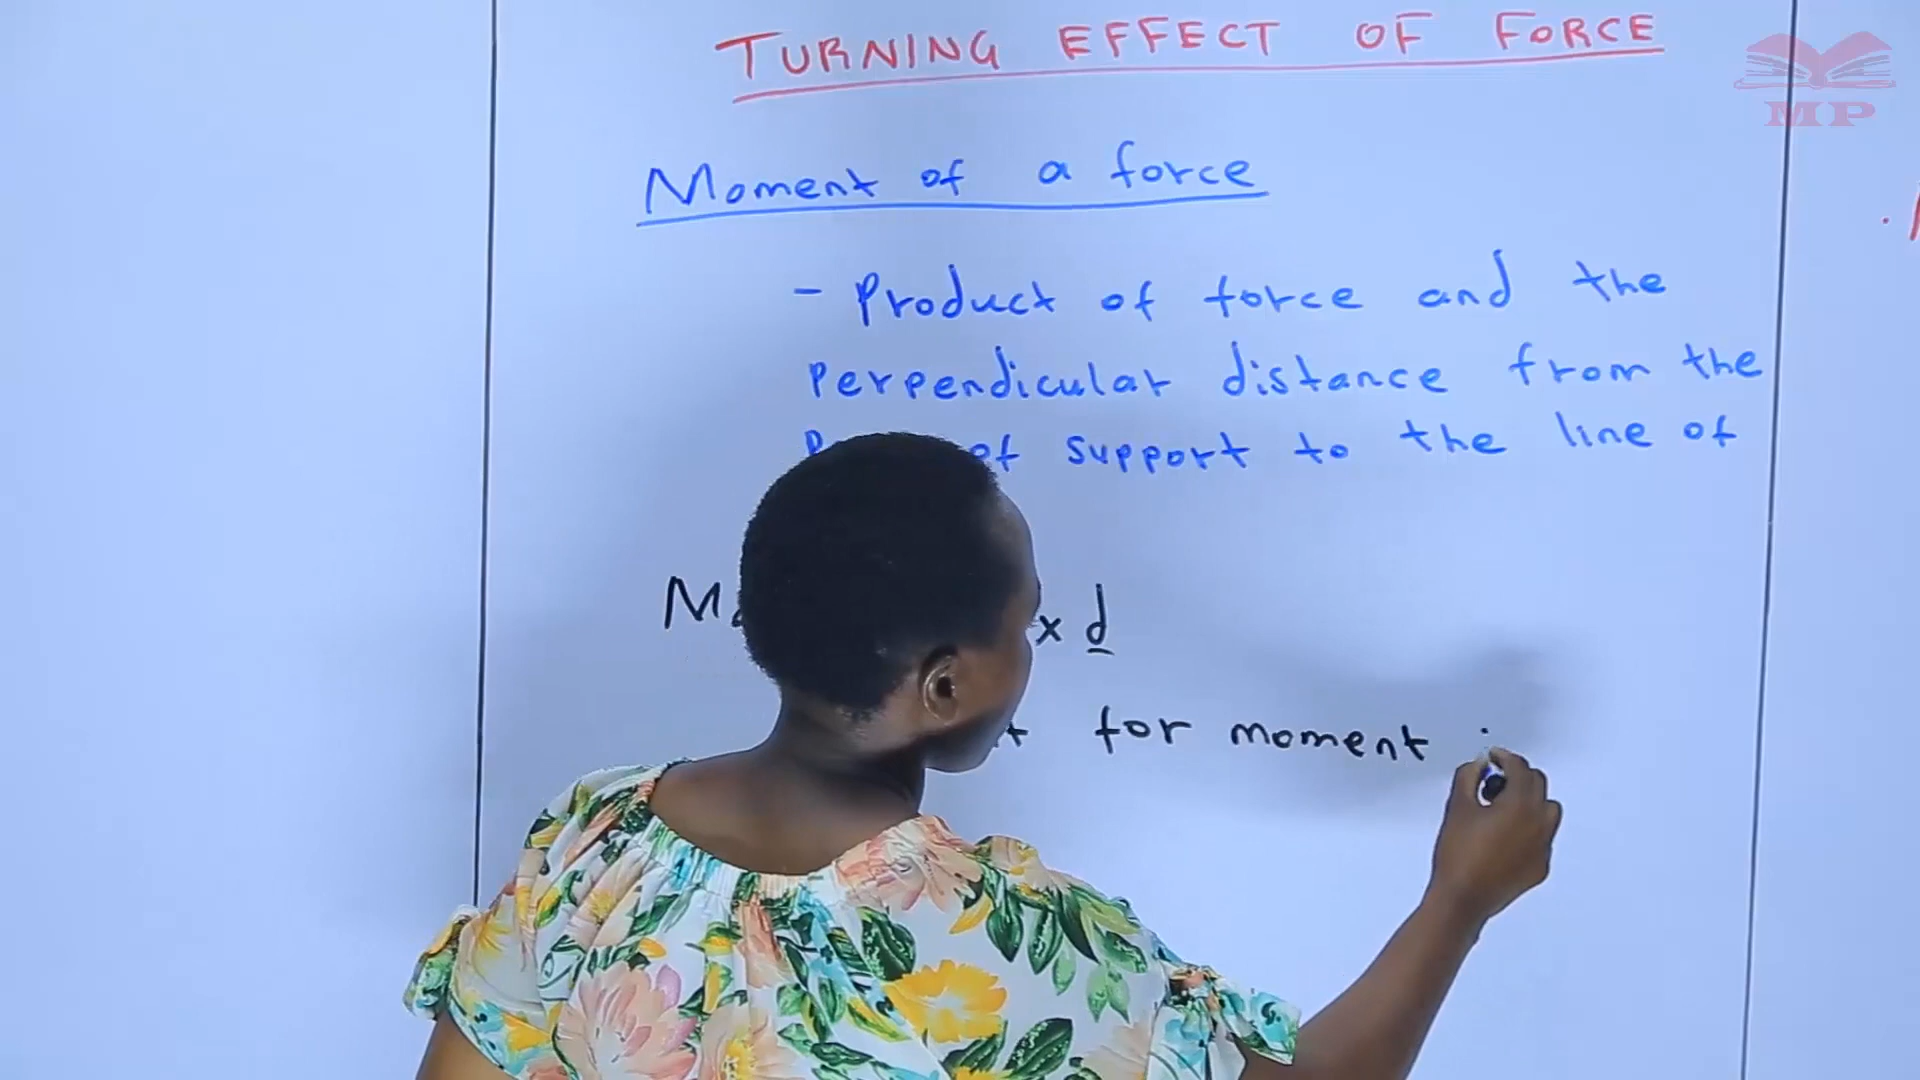 TURNING EFFECT OF FORCE
MP
Moment of a force
- Product of force and the
perpendicular distance from the
of support to the line of
x d
for moment